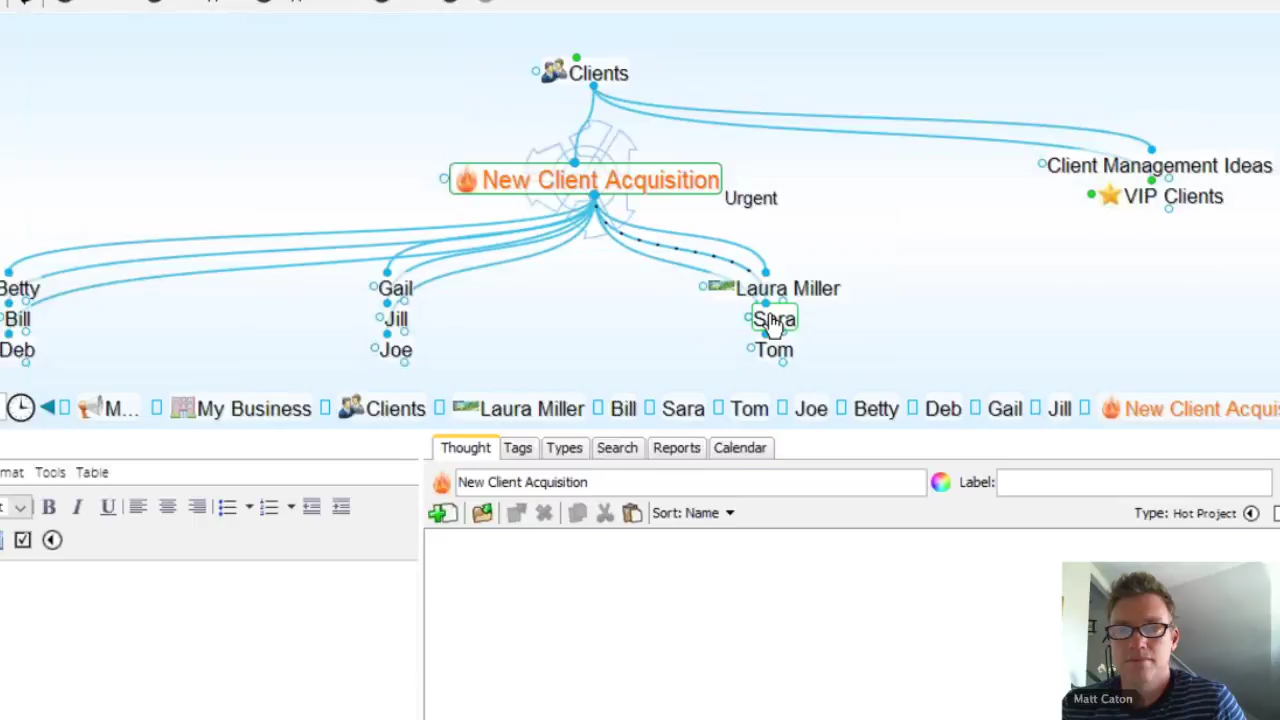 Clients
Client Management Ideas
New Client Acquisition
Urgent
VIP Clients
Betty Gail Laura Miller
Bill Jill Sara
Deb Joe Tom
M... My Business Clients Laura Miller Bill Sara Tom Joe Betty Deb Gail Jill New Client Acquisi
Thought Tags Types Search Reports Calendar
mat Tools Table
New Client Acquisition Label:
B I U
Sort: Name Type: Hot Project
Matt Caton